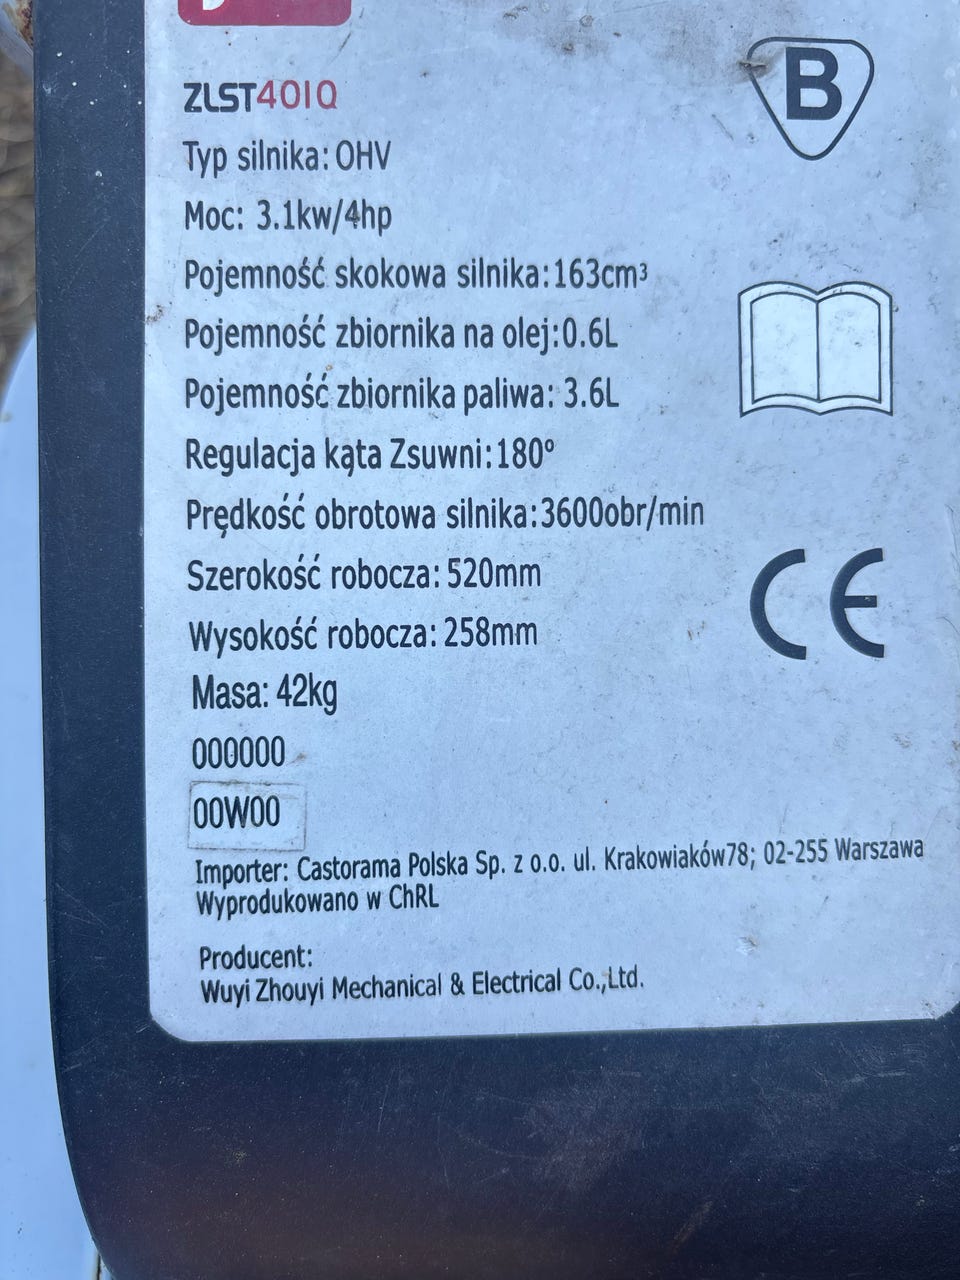 B
ZLST401Q
Typ silnika: OHV
Moc: 3.1kw/4hp
Pojemność skokowa silnika:163cm³
Pojemność zbiornika na olej:0.6L
Pojemność zbiornika paliwa: 3.6L
Regulacja kąta Zsuwni:180°
Prędkość obrotowa silnika:3600obr/min
Szerokość robocza: 520mm
Wysokość robocza: 258mm
CE
Masa: 42kg
000000
00W00
Importer: Castorama Polska Sp. z o.o. ul. Krakowiaków78; 02-255 Warszawa
Wyprodukowano w ChRL
Producent:
Wuyi Zhouyi Mechanical & Electrical Co.,Ltd.